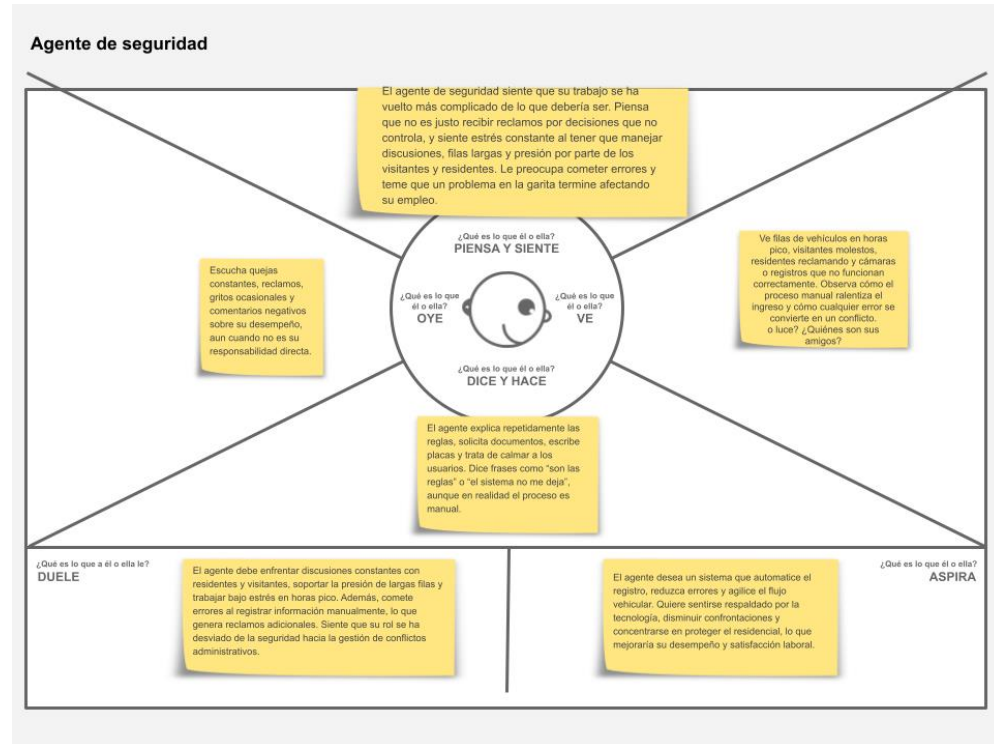 Agente de seguridad
El agente de seguridad siente que su trabajo se ha
vuelto más complicado de lo que debería ser. Piensa
que no es justo recibir reclamos por decisiones que no
controla, y siente estrés constante al tener que manejar
discusiones, filas largas y presión por parte de los
visitantes y residentes. Le preocupa cometer errores y
teme que un problema en la garita termine afectando
su empleo.
¿Qué es lo que él o ella?
PIENSA Y SIENTE
Escucha quejas
constantes, reclamos,
gritos ocasionales y
comentarios negativos
sobre su desempeño,
aun cuando no es su
responsabilidad directa.
¿Qué es lo que
él o ella?
OYE
¿Qué es lo que
él o ella?
VE
Ve filas de vehículos en horas
pico, visitantes molestos,
residentes reclamando y cámaras
o registros que no funcionan
correctamente. Observa cómo el
proceso manual ralentiza el
ingreso y cómo cualquier error se
convierte en un conflicto.
o luce? ¿Quiénes son sus
amigos?
¿Qué es lo que él o ella?
DICE Y HACE
El agente explica repetidamente las
reglas, solicita documentos, escribe
placas y trata de calmar a los
usuarios. Dice frases como “son las
reglas” o “el sistema no me deja”,
aunque en realidad el proceso es
manual.
¿Qué es lo que a él o ella le?
DUELE
El agente debe enfrentar discusiones constantes con
residentes y visitantes, soportar la presión de largas filas y
trabajar bajo estrés en horas pico. Además, comete
errores al registrar información manualmente, lo que
genera reclamos adicionales. Siente que su rol se ha
desviado de la seguridad hacia la gestión de conflictos
administrativos.
¿Qué es lo que él o ella?
ASPIRA
El agente desea un sistema que automatice el
registro, reduzca errores y agilice el flujo
vehicular. Quiere sentirse respaldado por la
tecnología, disminuir confrontaciones y
concentrarse en proteger el residencial, lo que
mejoraría su desempeño y satisfacción laboral.